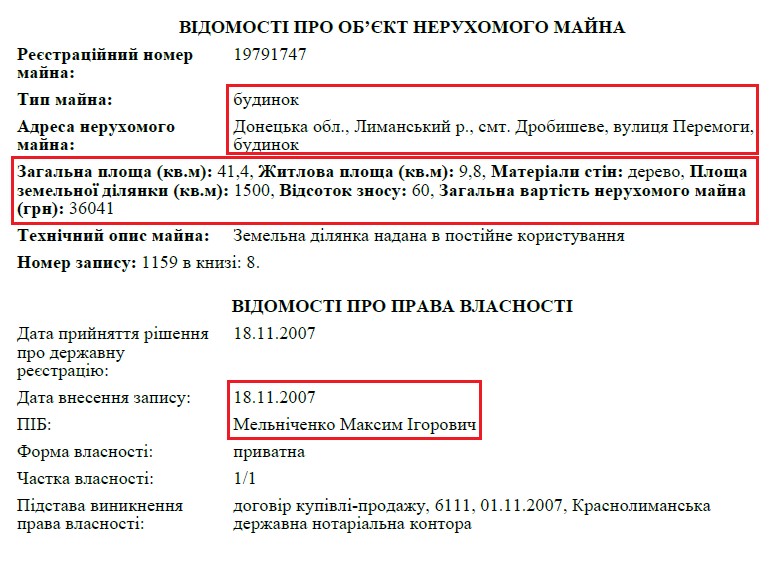 ВІДОМОСТІ ПРО ОБ’ЄКТ НЕРУХОМОГО МАЙНА
Реєстраційний номер майна: 19791747
Тип майна: будинок
Адреса нерухомого майна: Донецька обл., Лиманський р., смт. Дробишеве, вулиця Перемоги, будинок
Загальна площа (кв.м): 41,4, Житлова площа (кв.м): 9,8, Матеріали стін: дерево, Площа
земельної ділянки (кв.м): 1500, Відсоток зносу: 60, Загальна вартість нерухомого майна
(грн): 36041
Технічний опис майна: Земельна ділянка надана в постійне користування
Номер запису: 1159 в книзі: 8.
ВІДОМОСТІ ПРО ПРАВА ВЛАСНОСТІ
Дата прийняття рішення про державну реєстрацію: 18.11.2007
Дата внесення запису: 18.11.2007
ПІБ: Мельніченко Максим Ігорович
Форма власності: приватна
Частка власності: 1/1
Підстава виникнення права власності: договір купівлі-продажу, 6111, 01.11.2007, Краснолиманська державна нотаріальна контора